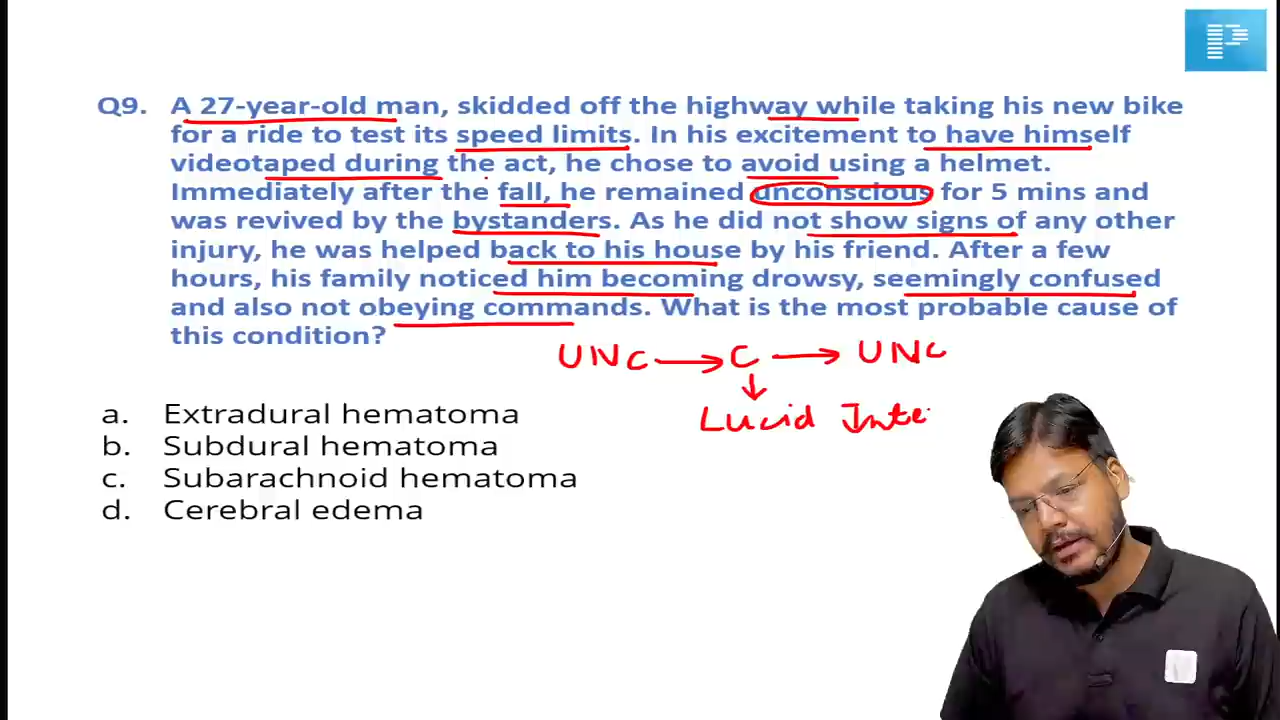 Q9. A 27-year-old man, skidded off the highway while taking his new bike
for a ride to test its speed limits. In his excitement to have himself
videotaped during the act, he chose to avoid using a helmet.
Immediately after the fall, he remained unconscious for 5 mins and
was revived by the bystanders. As he did not show signs of any other
injury, he was helped back to his house by his friend. After a few
hours, his family noticed him becoming drowsy, seemingly confused
and also not obeying commands. What is the most probable cause of
this condition?
UNC → C → UNC
↓
Lucid Inte
a. Extradural hematoma
b. Subdural hematoma
c. Subarachnoid hematoma
d. Cerebral edema